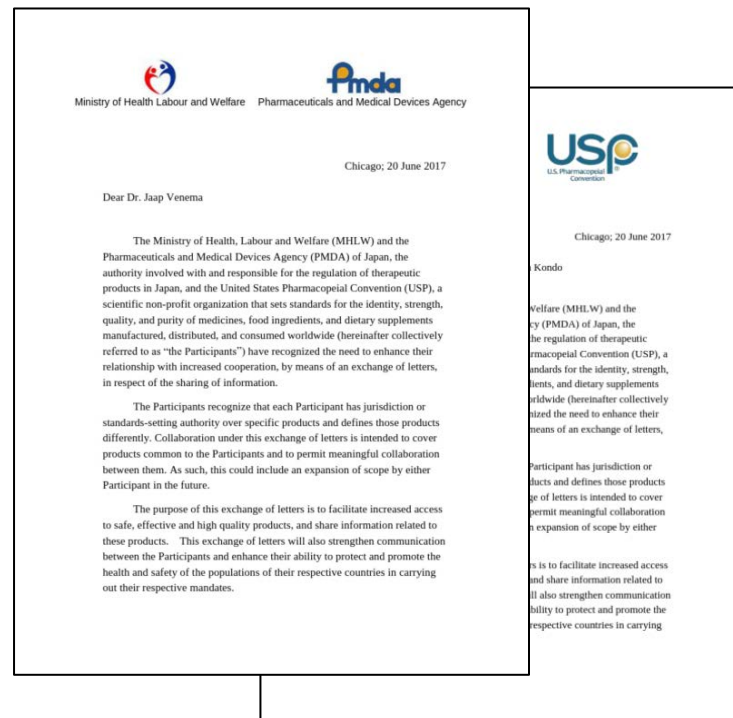 Pmda
Ministry of Health Labour and Welfare Pharmaceuticals and Medical Devices Agency
Chicago; 20 June 2017
Dear Dr. Jaap Venema
The Ministry of Health, Labour and Welfare (MHLW) and the
Pharmaceuticals and Medical Devices Agency (PMDA) of Japan, the
authority involved with and responsible for the regulation of therapeutic
products in Japan, and the United States Pharmacopeial Convention (USP), a
scientific non-profit organization that sets standards for the identity, strength,
quality, and purity of medicines, food ingredients, and dietary supplements
manufactured, distributed, and consumed worldwide (hereinafter collectively
referred to as “the Participants”) have recognized the need to enhance their
relationship with increased cooperation, by means of an exchange of letters,
in respect of the sharing of information.
The Participants recognize that each Participant has jurisdiction or
standards-setting authority over specific products and defines those products
differently. Collaboration under this exchange of letters is intended to cover
products common to the Participants and to permit meaningful collaboration
between them. As such, this could include an expansion of scope by either
Participant in the future.
The purpose of this exchange of letters is to facilitate increased access
to safe, effective and high quality products, and share information related to
these products. This exchange of letters will also strengthen communication
between the Participants and enhance their ability to protect and promote the
health and safety of the populations of their respective countries in carrying
out their respective mandates.
USP
U.S. Pharmacopeial
Convention
Chicago; 20 June 2017
Kondo
Welfare (MHLW) and the
cy (PMDA) of Japan, the
he regulation of therapeutic
rmacopeial Convention (USP), a
andards for the identity, strength,
lients, and dietary supplements
orldwide (hereinafter collectively
nized the need to enhance their
means of an exchange of letters,
Participant has jurisdiction or
ducts and defines those products
ge of letters is intended to cover
permit meaningful collaboration
n expansion of scope by either
rs is to facilitate increased access
and share information related to
ll also strengthen communication
bility to protect and promote the
respective countries in carrying